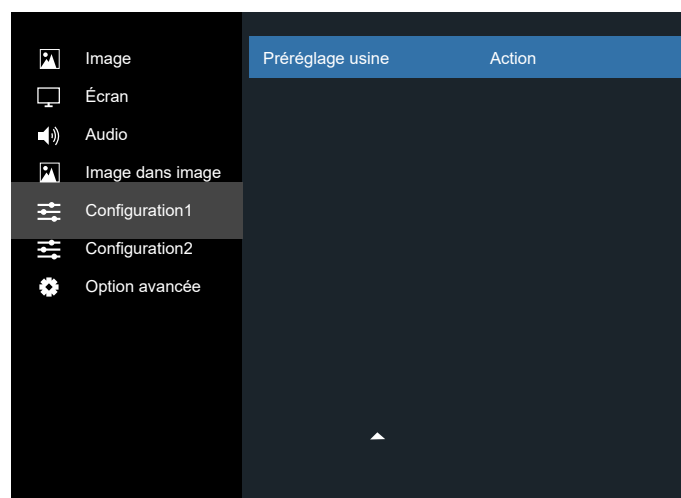 Image
Préréglage usine Action
Écran
Audio
Image dans image
Configuration1
Configuration2
Option avancée